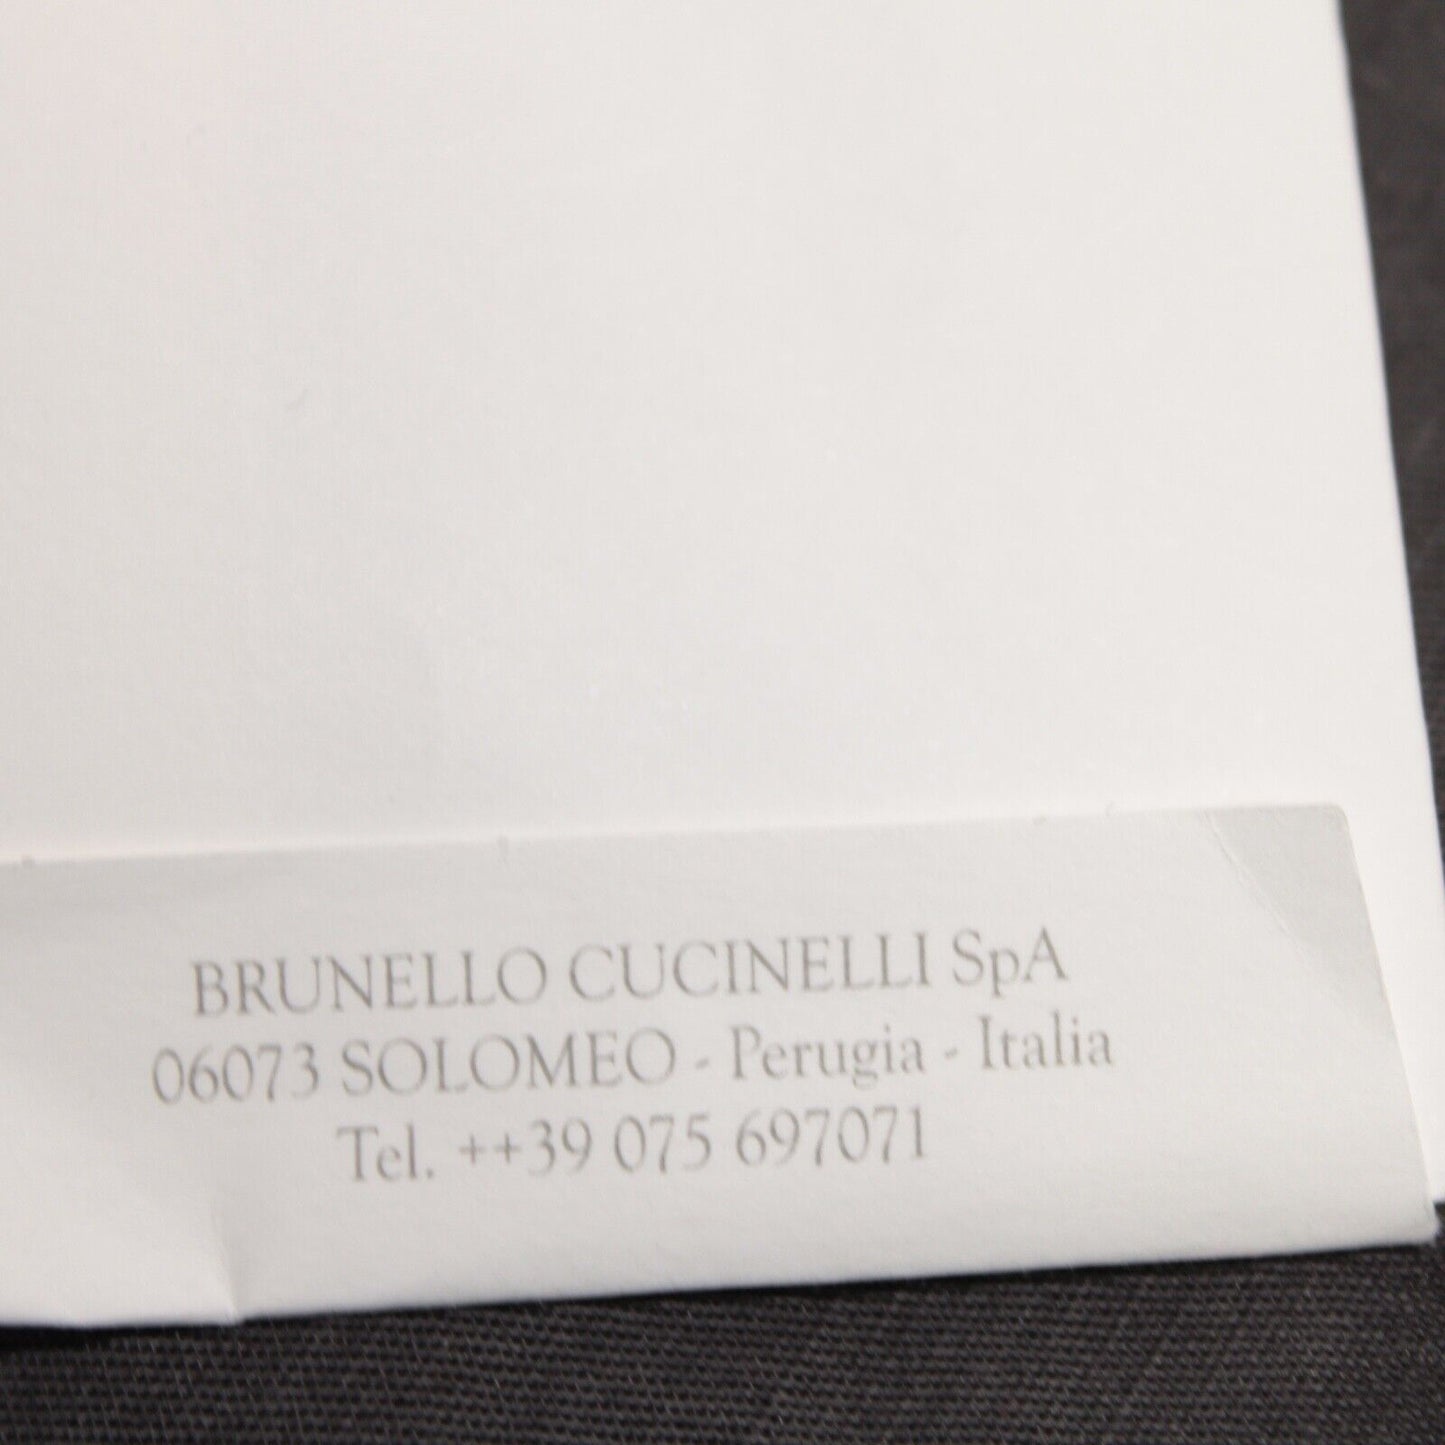 BRUNELLO CUCINELLI SpA
06073 SOLOMEO - Perugia - Italia
Tel. ++39 075 697071